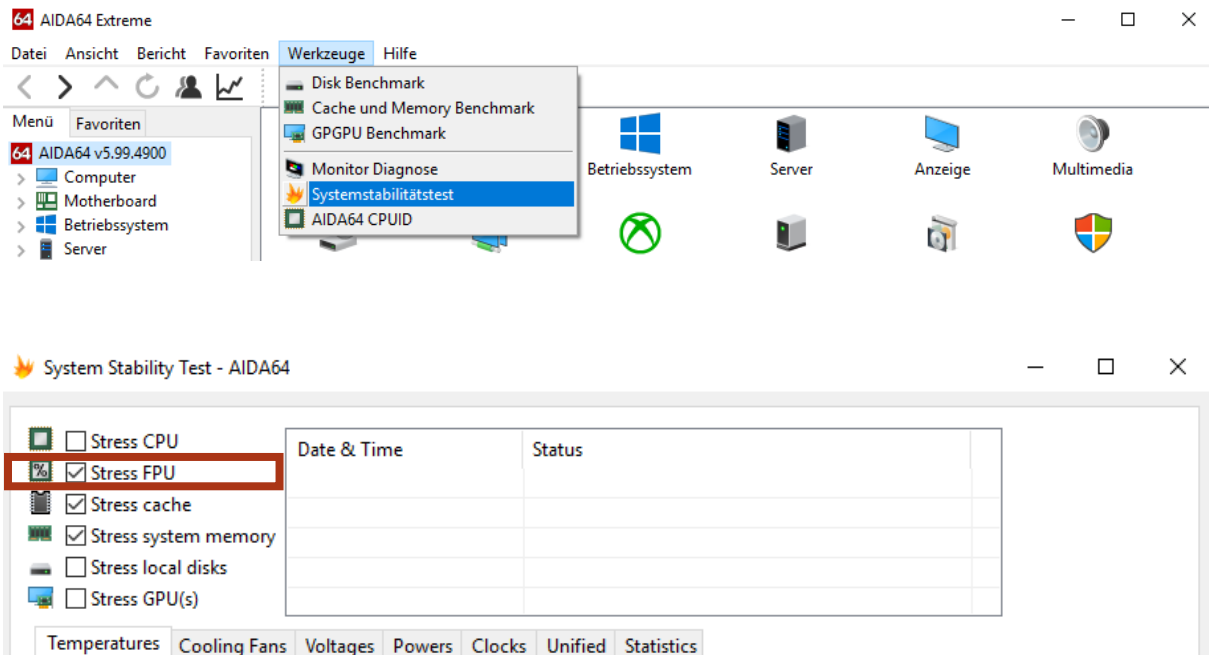 64 AIDA64 Extreme
Datei Ansicht Bericht Favoriten Werkzeuge Hilfe
Disk Benchmark
Cache und Memory Benchmark
GPGPU Benchmark
Monitor Diagnose
Systemstabilitätstest
AIDA64 CPUID
Menü Favoriten
64 AIDA64 v5.99.4900
Computer
Motherboard
Betriebssystem
Server
Betriebssystem Server Anzeige Multimedia
System Stability Test - AIDA64
Stress CPU
% Stress FPU
Stress cache
Stress system memory
Stress local disks
Stress GPU(s)
Date & Time Status
Temperatures Cooling Fans Voltages Powers Clocks Unified Statistics